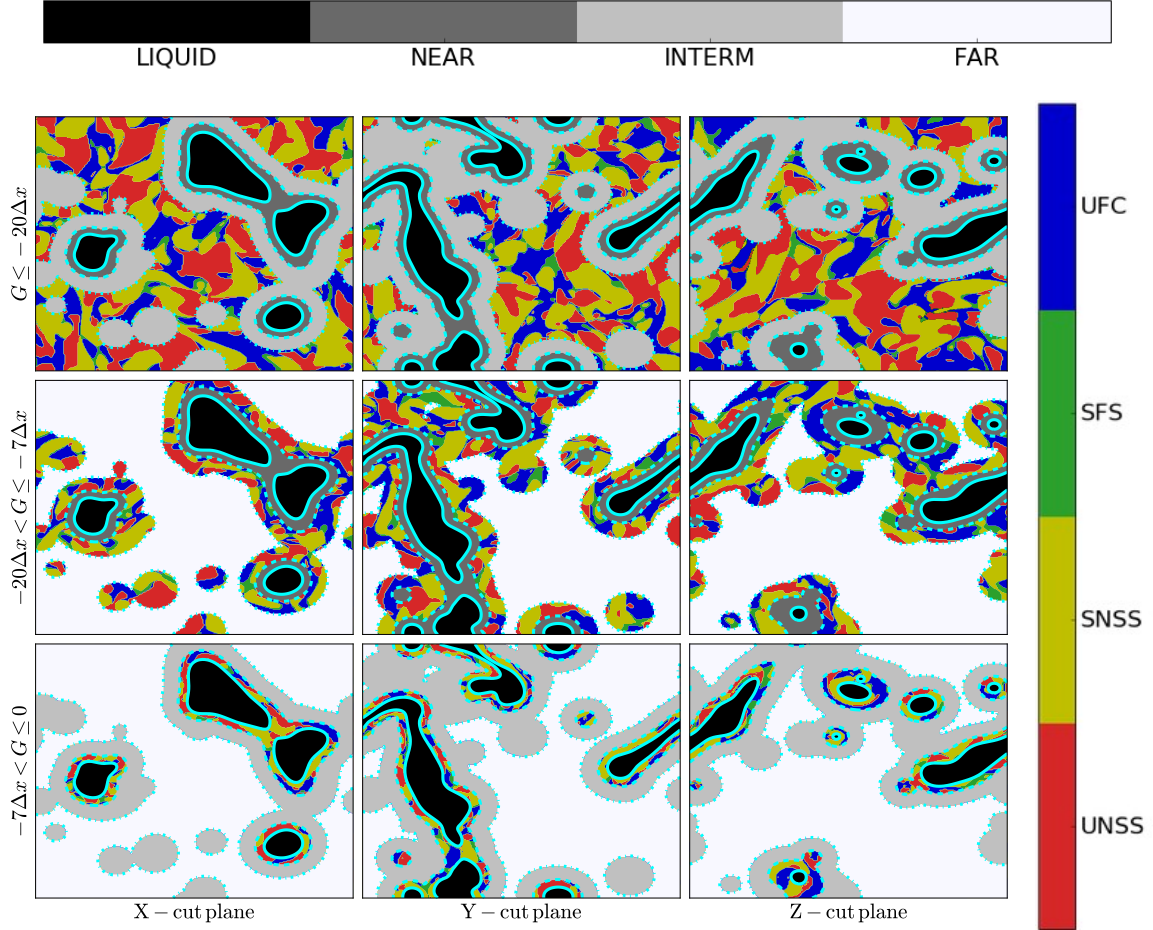 LIQUID NEAR INTERM FAR
G ≤ −20Δx
−20Δx < G ≤ −7Δx
−7Δx < G ≤ 0
UFC
SFS
SNSS
UNSS
X − cut plane Y − cut plane Z − cut plane